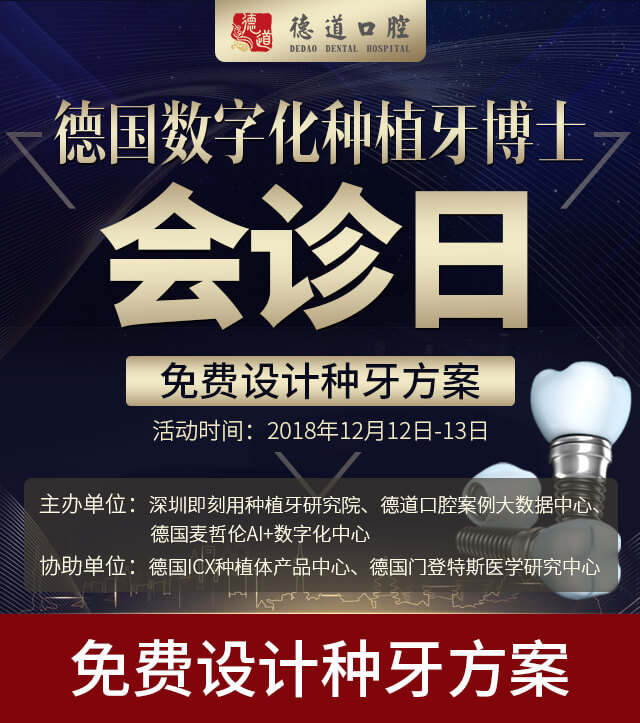 德道
德道口腔
DEDAO DENTAL HOSPITAL
德国数字化种植牙博士
会诊日
免费设计种牙方案
活动时间：2018年12月12日-13日
主办单位：深圳即刻用种植牙研究院、德道口腔案例大数据中心、
德国麦哲伦AI+数字化中心
协助单位：德国ICX种植体产品中心、德国门登特斯医学研究中心
免费设计种牙方案